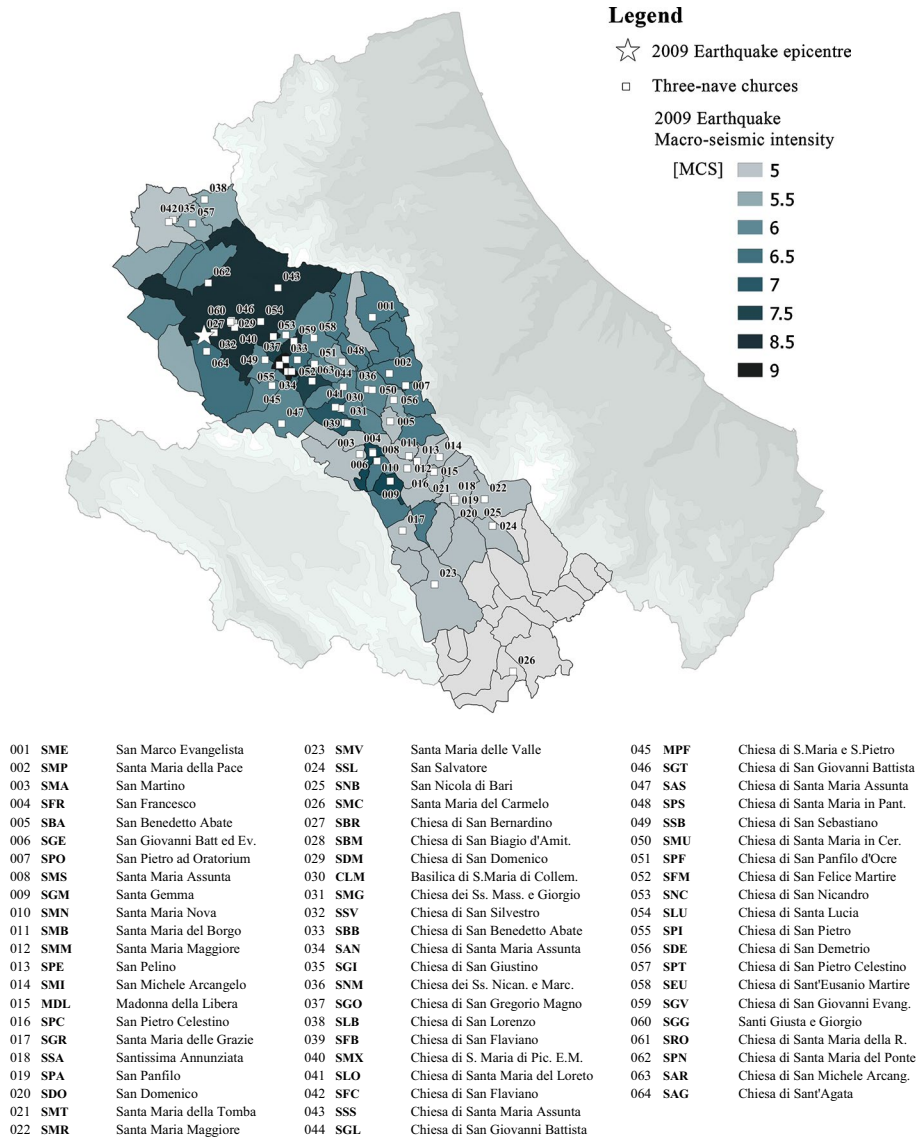 Legend
2009 Earthquake epicentre
Three-nave churces
2009 Earthquake
Macro-seismic intensity
[MCS]
5
5.5
6
6.5
7
7.5
8.5
9
038
042 035
057
062
043
060 046 054
027 029
053 059 058
001
032 040 037 033
064 049 051 048
002
055 052 063
034 044 036
007
045 041 030 050
056
047 039 031
005
003 004 011
014
008 013
006 010 012 015
009 016 021 018
022
019
020 025
017
024
023
026
001 SME San Marco Evangelista
002 SMP Santa Maria della Pace
003 SMA San Martino
004 SFR San Francesco
005 SBA San Benedetto Abate
006 SGE San Giovanni Batt ed Ev.
007 SPO San Pietro ad Oratorium
008 SMS Santa Maria Assunta
009 SGM Santa Gemma
010 SMN Santa Maria Nova
011 SMB Santa Maria del Borgo
012 SMM Santa Maria Maggiore
013 SPE San Pelino
014 SMI San Michele Arcangelo
015 MDL Madonna della Libera
016 SPC San Pietro Celestino
017 SGR Santa Maria delle Grazie
018 SSA Santissima Annunziata
019 SPA San Panfilo
020 SDO San Domenico
021 SMT Santa Maria della Tomba
022 SMR Santa Maria Maggiore
023 SMV Santa Maria delle Valle
024 SSL San Salvatore
025 SNB San Nicola di Bari
026 SMC Santa Maria del Carmelo
027 SBR Chiesa di San Bernardino
028 SBM Chiesa di San Biagio d'Amit.
029 SDM Chiesa di San Domenico
030 CLM Basilica di S.Maria di Collem.
031 SMG Chiesa dei Ss. Mass. e Giorgio
032 SSV Chiesa di San Silvestro
033 SBB Chiesa di San Benedetto Abate
034 SAN Chiesa di Santa Maria Assunta
035 SGI Chiesa di San Giustino
036 SNM Chiesa dei Ss. Nican. e Marc.
037 SGO Chiesa di San Gregorio Magno
038 SLB Chiesa di San Lorenzo
039 SFB Chiesa di San Flaviano
040 SMX Chiesa di S. Maria di Pic. E.M.
041 SLO Chiesa di Santa Maria del Loreto
042 SFC Chiesa di San Flaviano
043 SSS Chiesa di Santa Maria Assunta
044 SGL Chiesa di San Giovanni Battista
045 MPF Chiesa di S.Maria e S.Pietro
046 SGT Chiesa di San Giovanni Battista
047 SAS Chiesa di Santa Maria Assunta
048 SPS Chiesa di Santa Maria in Pant.
049 SSB Chiesa di San Sebastiano
050 SMU Chiesa di Santa Maria in Cer.
051 SPF Chiesa di San Panfilo d'Ocre
052 SFM Chiesa di San Felice Martire
053 SNC Chiesa di San Nicandro
054 SLU Chiesa di Santa Lucia
055 SPI Chiesa di San Pietro
056 SDE Chiesa di San Demetrio
057 SPT Chiesa di San Pietro Celestino
058 SEU Chiesa di Sant'Eusanio Martire
059 SGV Chiesa di San Giovanni Evang.
060 SGG Santi Giusta e Giorgio
061 SRO Chiesa di Santa Maria della R.
062 SPN Chiesa di Santa Maria del Ponte
063 SAR Chiesa di San Michele Arcang.
064 SAG Chiesa di Sant'Agata